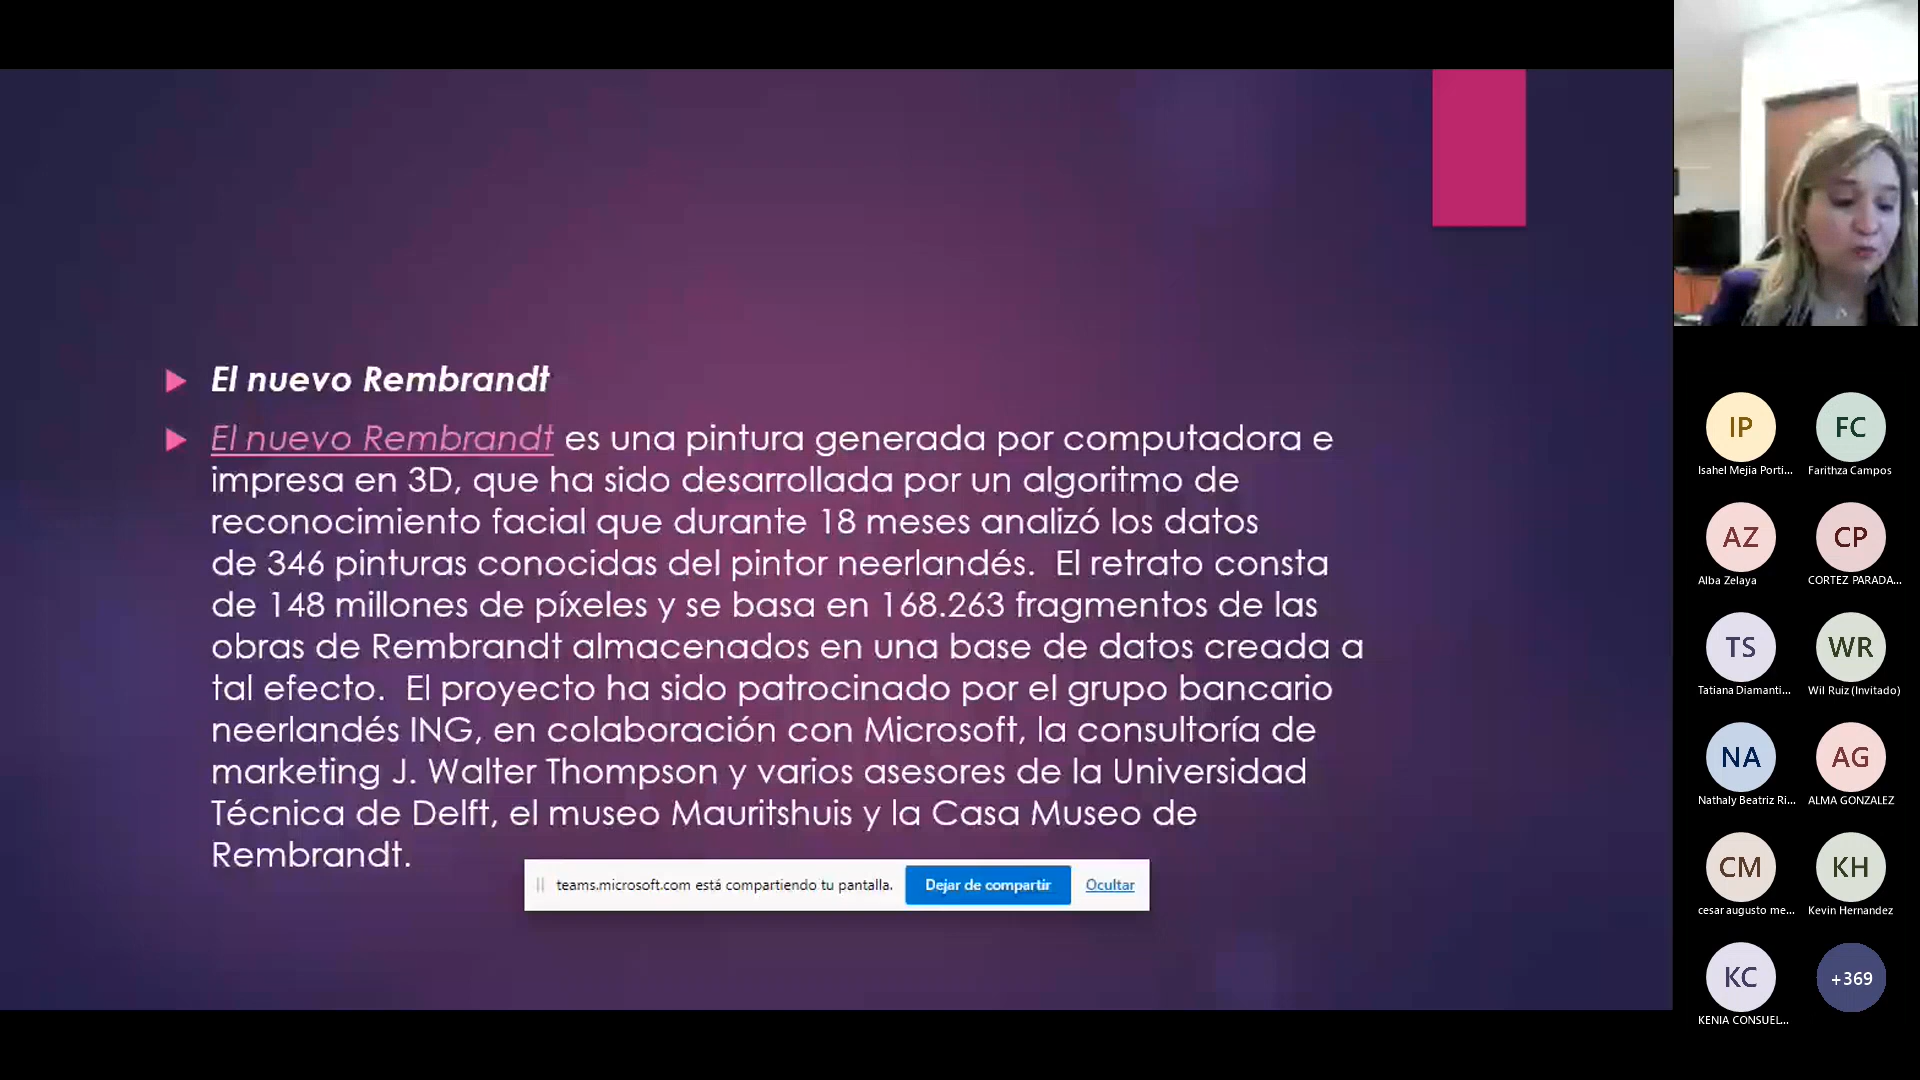 El nuevo Rembrandt
El nuevo Rembrandt es una pintura generada por computadora e
impresa en 3D, que ha sido desarrollada por un algoritmo de
reconocimiento facial que durante 18 meses analizó los datos
de 346 pinturas conocidas del pintor neerlandés. El retrato consta
de 148 millones de píxeles y se basa en 168.263 fragmentos de las
obras de Rembrandt almacenados en una base de datos creada a
tal efecto. El proyecto ha sido patrocinado por el grupo bancario
neerlandés ING, en colaboración con Microsoft, la consultoría de
marketing J. Walter Thompson y varios asesores de la Universidad
Técnica de Delft, el museo Mauritshuis y la Casa Museo de
Rembrandt.
teams.microsoft.com está compartiendo tu pantalla. Dejar de compartir Ocultar
IP FC
Isahel Mejia Porti... Farithza Campos
AZ CP
Alba Zelaya CORTEZ PARADA...
TS WR
Tatiana Diamanti... Wil Ruiz (Invitado)
NA AG
Nathaly Beatriz Ri... ALMA GONZALEZ
CM KH
cesar augusto me... Kevin Hernandez
KC +369
KENIA CONSUEL...